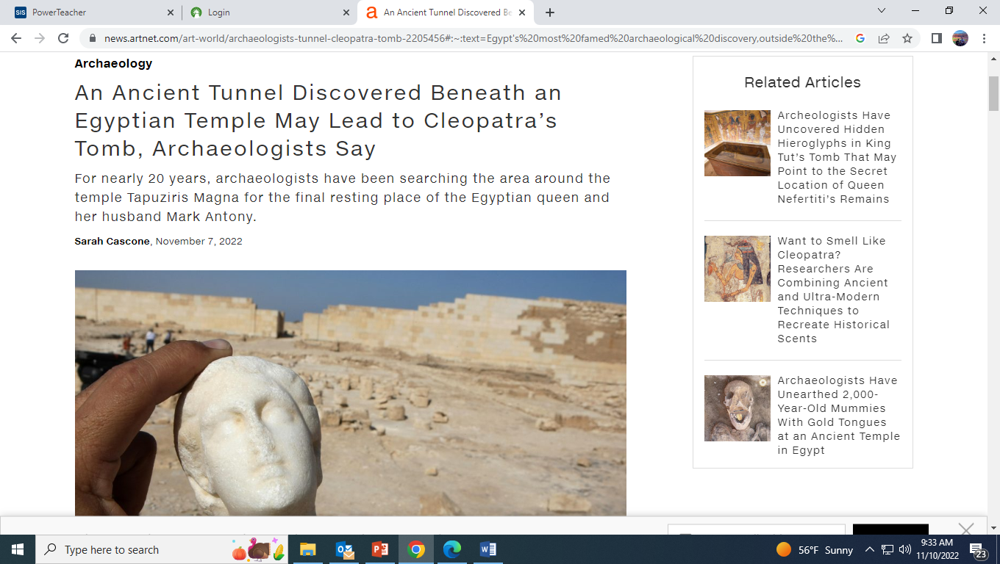 SIS
PowerTeacher
Login
An Ancient Tunnel Discovered Be
news.artnet.com/art-world/archaeologists-tunnel-cleopatra-tomb-2205456#:~:text=Egypt's%20most%20famed%20archaeological%20discovery,outside%20the%...
Archaeology
An Ancient Tunnel Discovered Beneath an
Egyptian Temple May Lead to Cleopatra’s
Tomb, Archaeologists Say
For nearly 20 years, archaeologists have been searching the area around the
temple Tapuziris Magna for the final resting place of the Egyptian queen and
her husband Mark Antony.
Sarah Cascone, November 7, 2022
Related Articles
Archeologists Have
Uncovered Hidden
Hieroglyphs in King
Tut’s Tomb That May
Point to the Secret
Location of Queen
Nefertiti’s Remains
Want to Smell Like
Cleopatra?
Researchers Are
Combining Ancient
and Ultra-Modern
Techniques to
Recreate Historical
Scents
Archaeologists Have
Unearthed 2,000-
Year-Old Mummies
With Gold Tongues
at an Ancient Temple
in Egypt
Type here to search
56°F Sunny
9:33 AM
11/10/2022
23